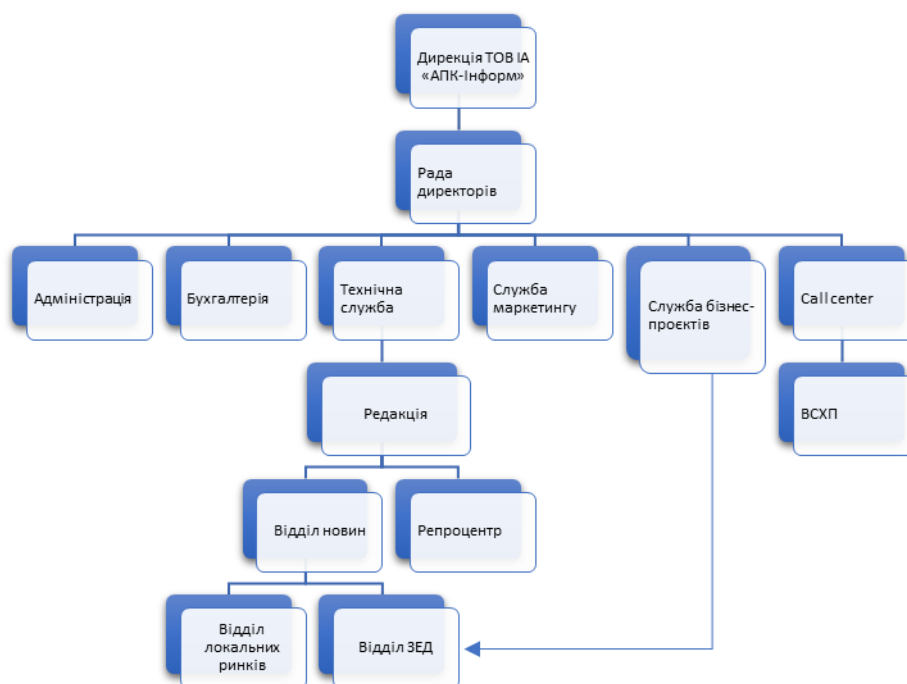 Дирекція ТОВ ІА
«АПК-Інформ»
Рада
директорів
Адміністрація
Бухгалтерія
Технічна
служба
Служба
маркетингу
Служба бізнес-
проєктів
Call center
Редакція
ВСХП
Відділ новин
Репроцентр
Відділ
локальних
ринків
Відділ ЗЕД